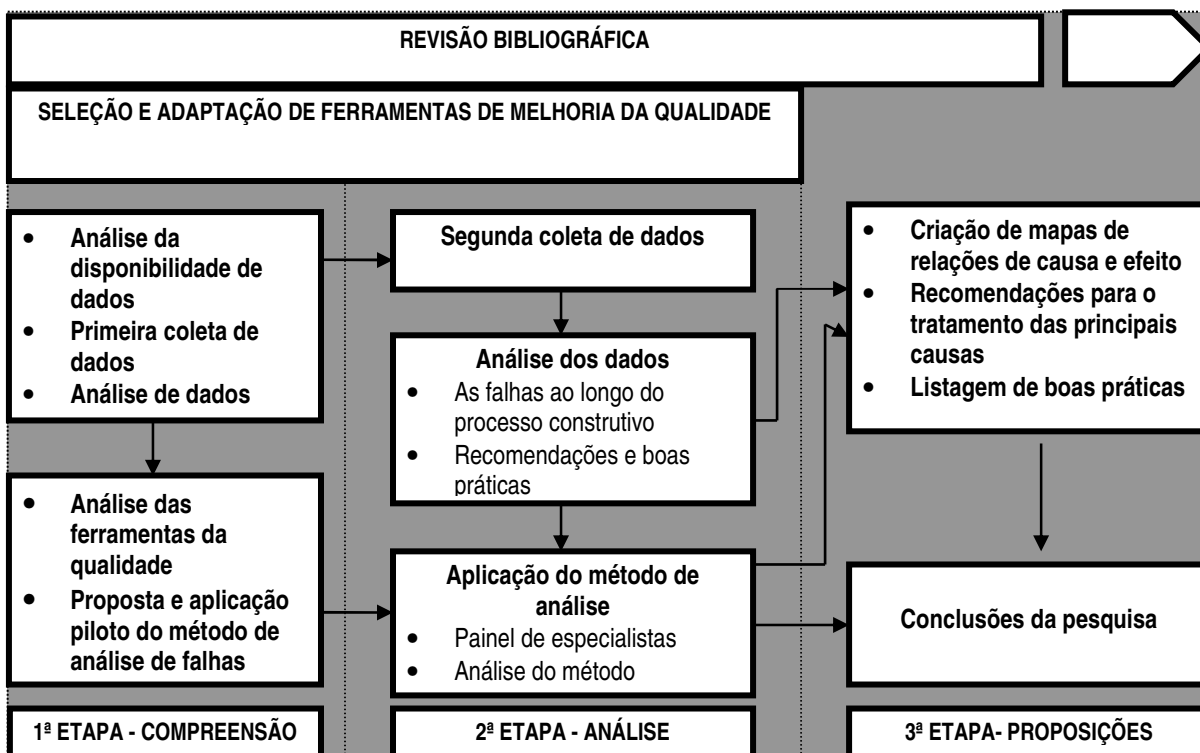 REVISÃO BIBLIOGRÁFICA
SELEÇÃO E ADAPTAÇÃO DE FERRAMENTAS DE MELHORIA DA QUALIDADE
• Análise da
disponibilidade de
dados
• Primeira coleta de
dados
• Análise de dados
• Análise das
ferramentas da
qualidade
• Proposta e aplicação
piloto do método de
análise de falhas
1ª ETAPA - COMPREENSÃO
Segunda coleta de dados
Análise dos dados
• As falhas ao longo do
processo construtivo
• Recomendações e boas
práticas
Aplicação do método de
análise
• Painel de especialistas
• Análise do método
2ª ETAPA - ANÁLISE
• Criação de mapas de
relações de causa e efeito
• Recomendações para o
tratamento das principais
causas
• Listagem de boas práticas
Conclusões da pesquisa
3ª ETAPA- PROPOSIÇÕES